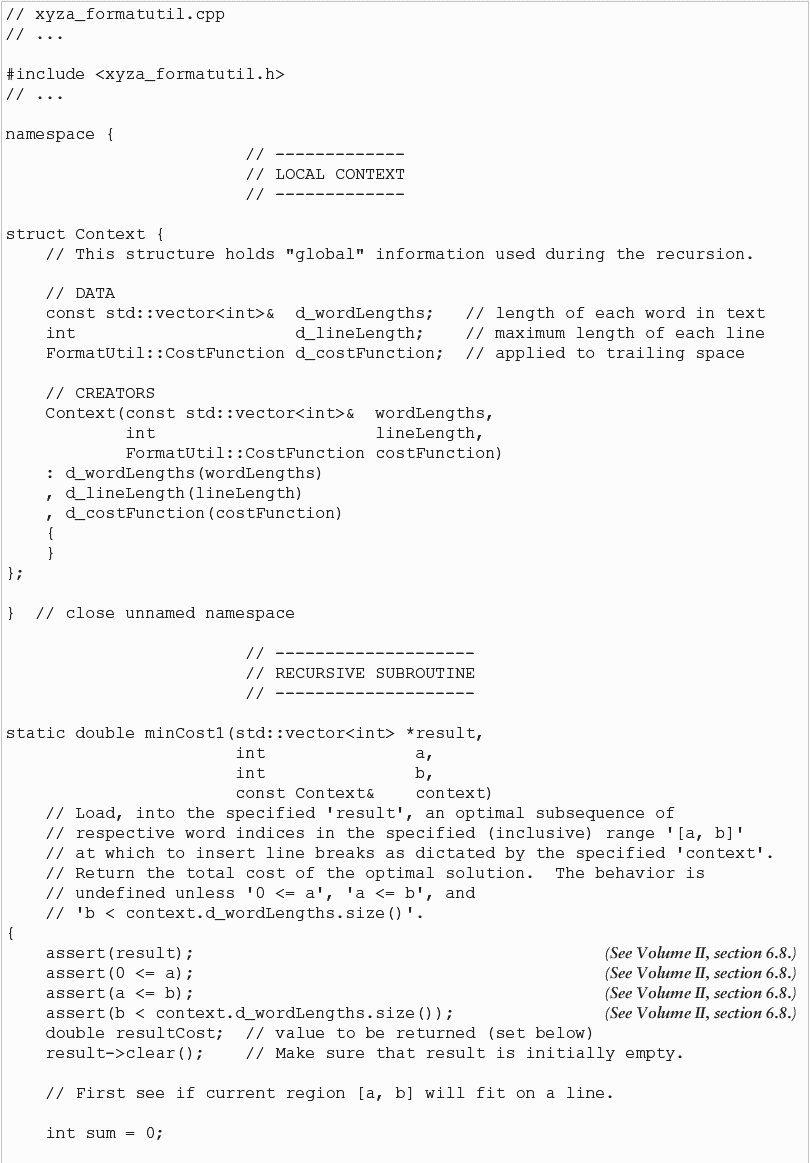 // xyza_formatutil.cpp
// ...

#include <xyza_formatutil.h>
// ...

namespace {
                        // -------------
                        // LOCAL CONTEXT
                        // -------------

struct Context {
    // This structure holds "global" information used during the recursion.

    // DATA
    const std::vector<int>&  d_wordLengths;   // length of each word in text
    int                      d_lineLength;    // maximum length of each line
    FormatUtil::CostFunction d_costFunction;  // applied to trailing space

    // CREATORS
    Context(const std::vector<int>&  wordLengths,
            int                      lineLength,
            FormatUtil::CostFunction costFunction)
    : d_wordLengths(wordLengths)
    , d_lineLength(lineLength)
    , d_costFunction(costFunction)
    {
    }
};

}  // close unnamed namespace

                        // --------------------
                        // RECURSIVE SUBROUTINE
                        // --------------------

static double minCost1(std::vector<int> *result,
                       int               a,
                       int               b,
                       const Context&    context)
    // Load, into the specified 'result', an optimal subsequence of
    // respective word indices in the specified (inclusive) range '[a, b]'
    // at which to insert line breaks as dictated by the specified 'context'.
    // Return the total cost of the optimal solution.  The behavior is
    // undefined unless '0 <= a', 'a <= b', and
    // 'b < context.d_wordLengths.size()'.
{
    assert(result);                                         (See Volume II, section 6.8.)
    assert(0 <= a);                                         (See Volume II, section 6.8.)
    assert(a <= b);                                         (See Volume II, section 6.8.)
    assert(b < context.d_wordLengths.size());               (See Volume II, section 6.8.)
    double resultCost;  // value to be returned (set below)
    result->clear();    // Make sure that result is initially empty.

    // First see if current region [a, b] will fit on a line.

    int sum = 0;